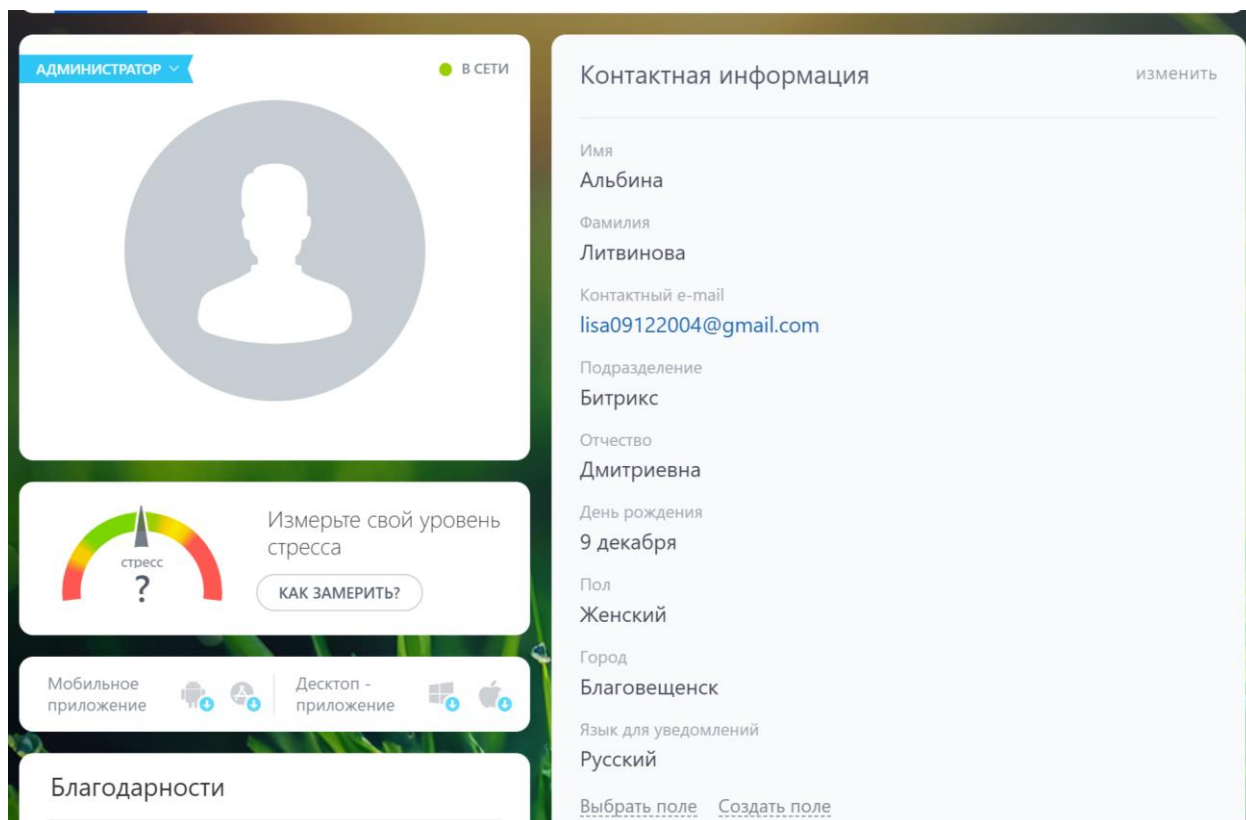 АДМИНИСТРАТОР
В СЕТИ
Измерьте свой уровень
стресса
стресс
?
КАК ЗАМЕРИТЬ?
Мобильное
приложение
Десктоп -
приложение
Благодарности
Контактная информация
изменить
Имя
Альбина
Фамилия
Литвинова
Контактный e-mail
lisa09122004@gmail.com
Подразделение
Битрикс
Отчество
Дмитриевна
День рождения
9 декабря
Пол
Женский
Город
Благовещенск
Язык для уведомлений
Русский
Выбрать поле Создать поле